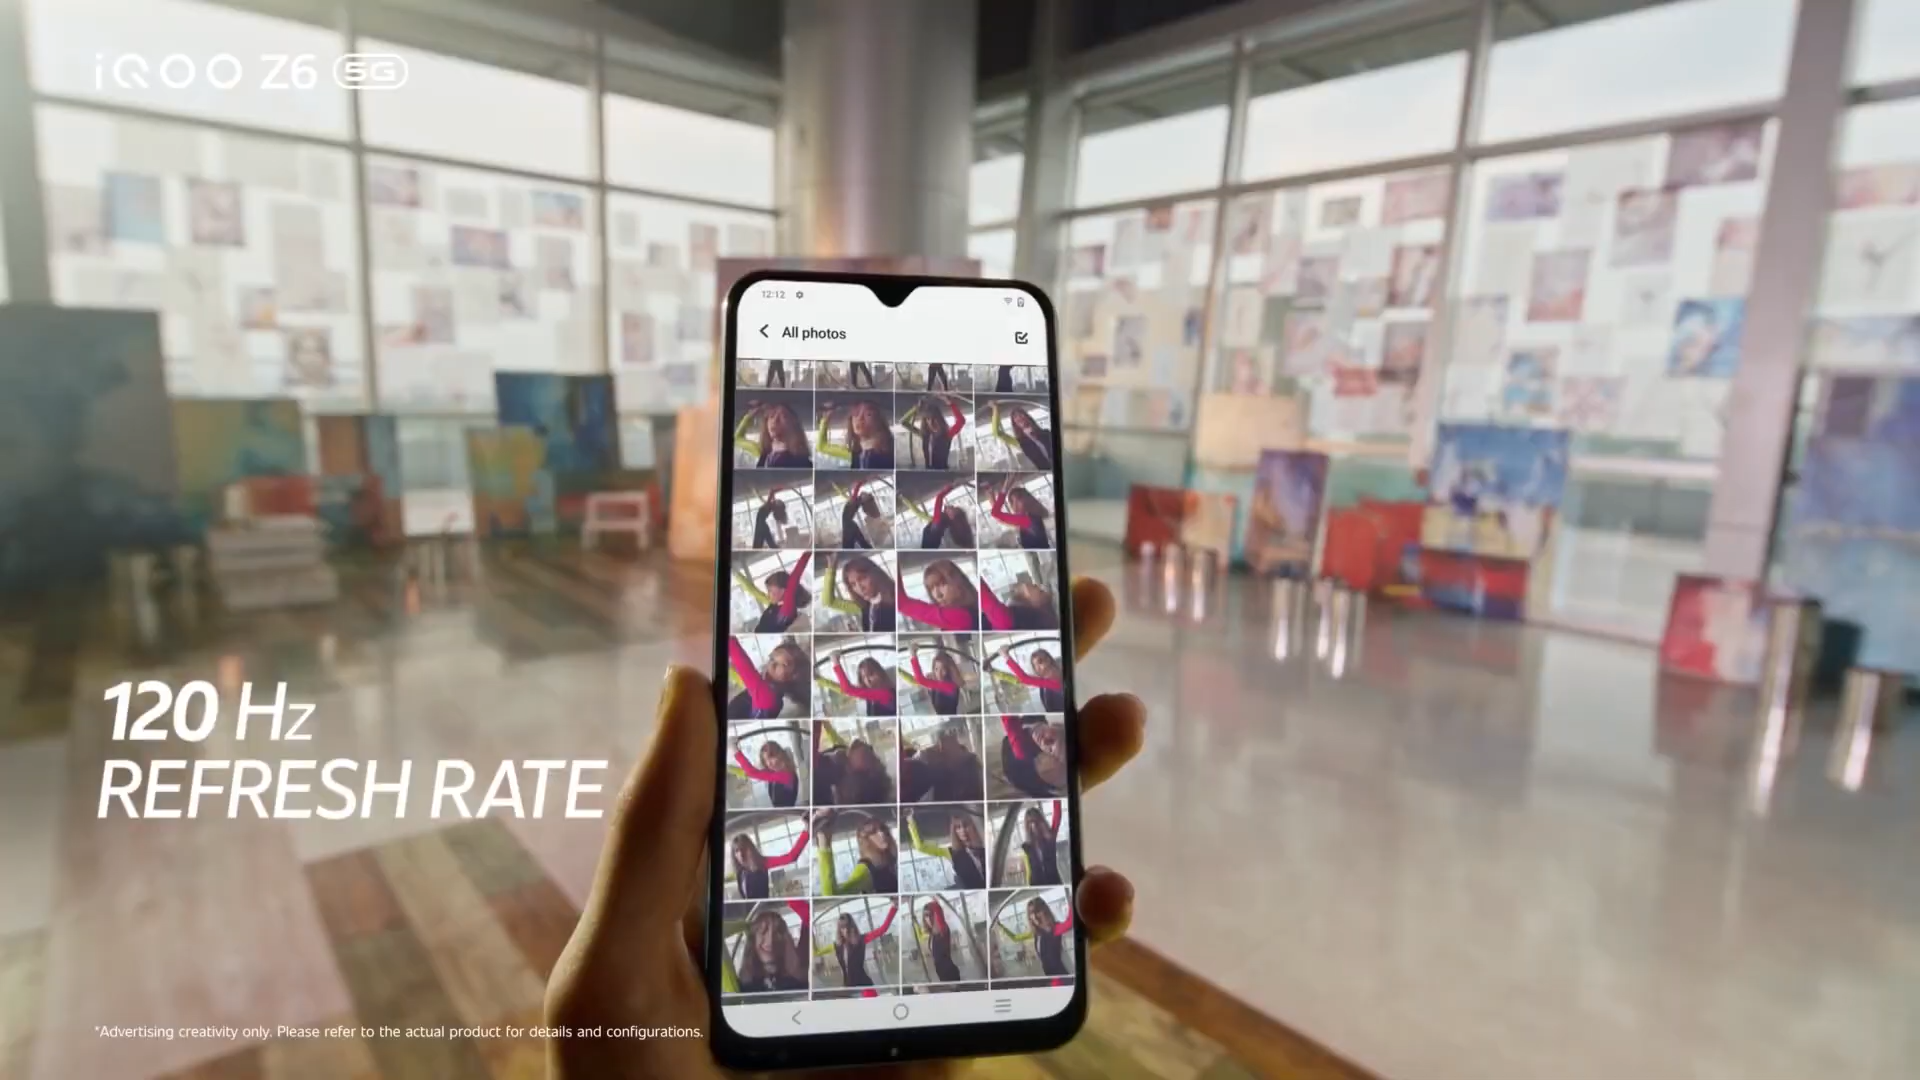 iQOO Z6 5G
12:12
All photos
120 Hz
REFRESH RATE
*Advertising creativity only. Please refer to the actual product for details and configurations.